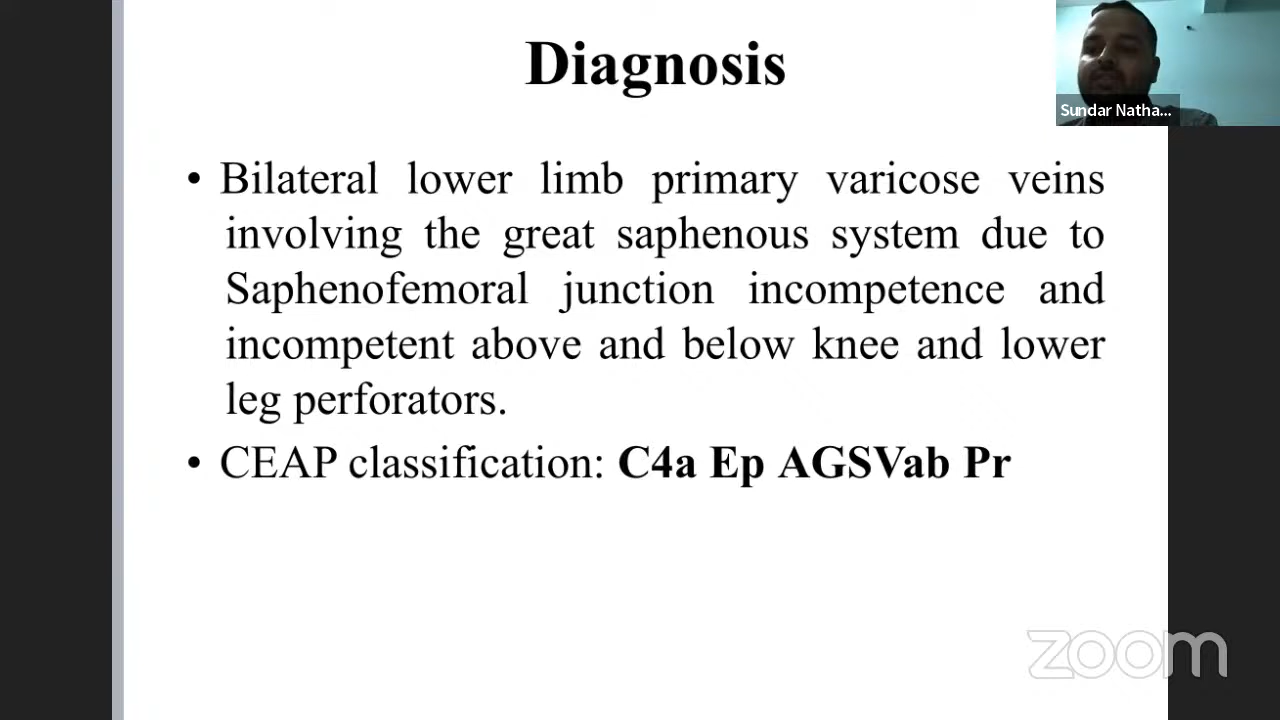 Diagnosis
Sundar Natha...
• Bilateral lower limb primary varicose veins
involving the great saphenous system due to
Saphenofemoral junction incompetence and
incompetent above and below knee and lower
leg perforators.
• CEAP classification: C4a Ep AGSVab Pr
zoom